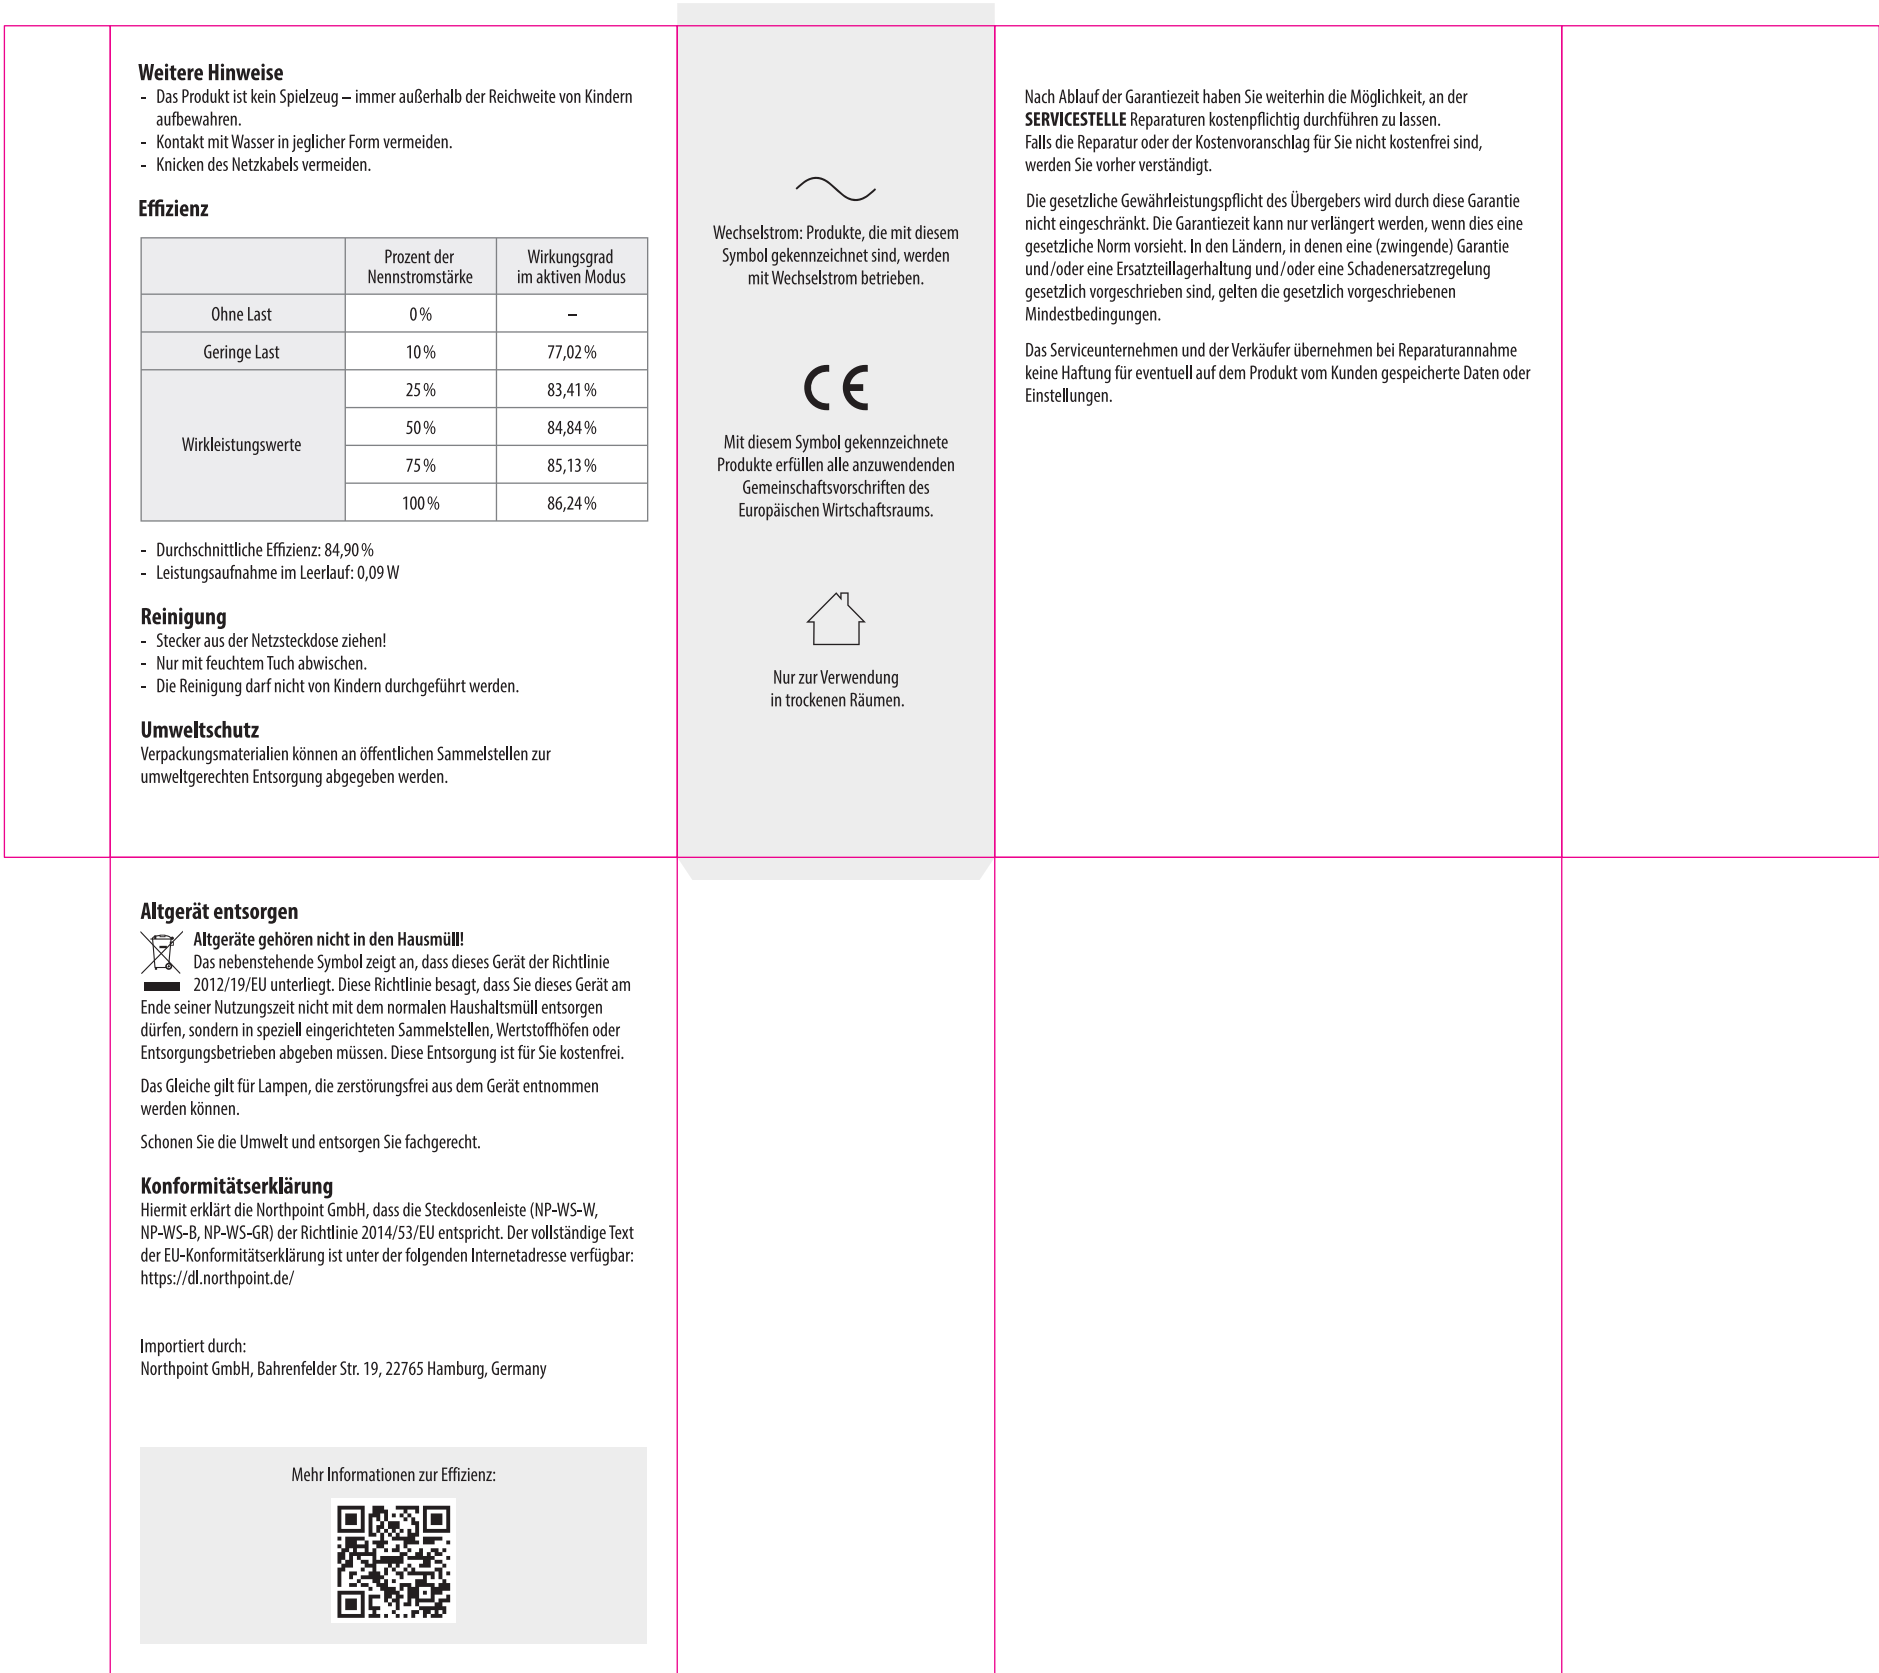 Weitere Hinweise
- Das Produkt ist kein Spielzeug – immer außerhalb der Reichweite von Kindern
aufbewahren.
- Kontakt mit Wasser in jeglicher Form vermeiden.
- Knicken des Netzkabels vermeiden.
Effizienz
Prozent der Nennstromstärke Wirkungsgrad im aktiven Modus
Ohne Last 0 % –
Geringe Last 10 % 77,02 %
Wirkleistungswerte
25 % 83,41 %
50 % 84,84 %
75 % 85,13 %
100 % 86,24 %
- Durchschnittliche Effizienz: 84,90 %
- Leistungsaufnahme im Leerlauf: 0,09 W
Reinigung
- Stecker aus der Netzsteckdose ziehen!
- Nur mit feuchtem Tuch abwischen.
- Die Reinigung darf nicht von Kindern durchgeführt werden.
Umweltschutz
Verpackungsmaterialien können an öffentlichen Sammelstellen zur
umweltgerechten Entsorgung abgegeben werden.
Wechselstrom: Produkte, die mit diesem
Symbol gekennzeichnet sind, werden
mit Wechselstrom betrieben.
CE
Mit diesem Symbol gekennzeichnete
Produkte erfüllen alle anzuwendenden
Gemeinschaftsvorschriften des
Europäischen Wirtschaftsraums.
Nur zur Verwendung
in trockenen Räumen.
Nach Ablauf der Garantiezeit haben Sie weiterhin die Möglichkeit, an der
SERVICESTELLE Reparaturen kostenpflichtig durchführen zu lassen.
Falls die Reparatur oder der Kostenvoranschlag für Sie nicht kostenfrei sind,
werden Sie vorher verständigt.
Die gesetzliche Gewährleistungspflicht des Übergebers wird durch diese Garantie
nicht eingeschränkt. Die Garantiezeit kann nur verlängert werden, wenn dies eine
gesetzliche Norm vorsieht. In den Ländern, in denen eine (zwingende) Garantie
und/oder eine Ersatzteillagerhaltung und/oder eine Schadenersatzregelung
gesetzlich vorgeschrieben sind, gelten die gesetzlich vorgeschriebenen
Mindestbedingungen.
Das Serviceunternehmen und der Verkäufer übernehmen bei Reparaturannahme
keine Haftung für eventuell auf dem Produkt vom Kunden gespeicherte Daten oder
Einstellungen.
Altgerät entsorgen
Altgeräte gehören nicht in den Hausmüll!
Das nebenstehende Symbol zeigt an, dass dieses Gerät der Richtlinie
2012/19/EU unterliegt. Diese Richtlinie besagt, dass Sie dieses Gerät am
Ende seiner Nutzungszeit nicht mit dem normalen Haushaltsmüll entsorgen
dürfen, sondern in speziell eingerichteten Sammelstellen, Wertstoffhöfen oder
Entsorgungsbetrieben abgeben müssen. Diese Entsorgung ist für Sie kostenfrei.
Das Gleiche gilt für Lampen, die zerstörungsfrei aus dem Gerät entnommen
werden können.
Schonen Sie die Umwelt und entsorgen Sie fachgerecht.
Konformitätserklärung
Hiermit erklärt die Northpoint GmbH, dass die Steckdosenleiste (NP-WS-W,
NP-WS-B, NP-WS-GR) der Richtlinie 2014/53/EU entspricht. Der vollständige Text
der EU-Konformitätserklärung ist unter der folgenden Internetadresse verfügbar:
https://dl.northpoint.de/
Importiert durch:
Northpoint GmbH, Bahrenfelder Str. 19, 22765 Hamburg, Germany
Mehr Informationen zur Effizienz: